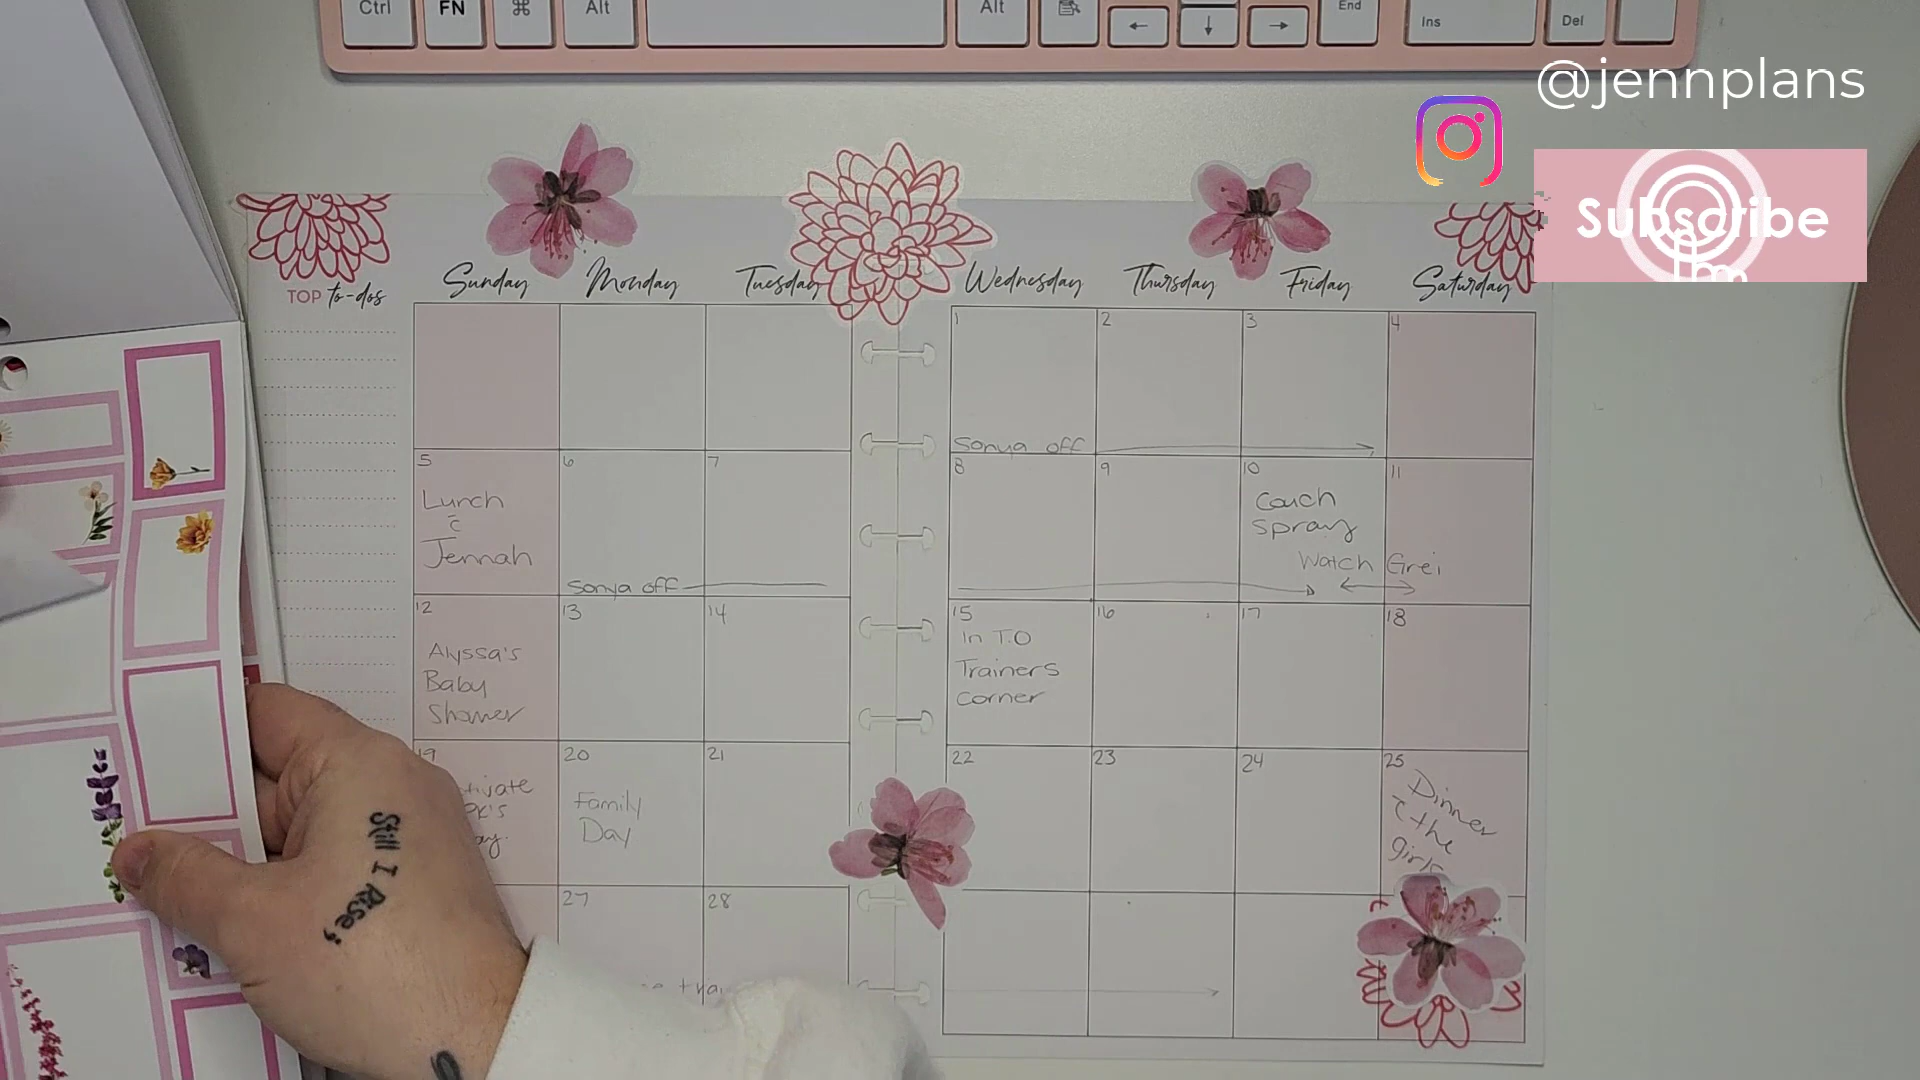 Ctrl FN ⌘ Alt Alt End Ins Del
@jennplans
Subscribe
TOP to-dos
Sunday Monday Tuesday Wednesday Thursday Friday Saturday
1 2 3 4
Sonya off
5 6 7 8 9 10 11
Lunch
c̄
Jennah
Couch
Spray
Watch Grei
Sonya off
12 13 14 15 16 17 18
Alyssa's
Baby
Shower
In T.O
Trainers
Corner
19 20 21 22 23 24 25
Family
Day
Dinner
c̄ the
girls
27 28
Still I Rise;